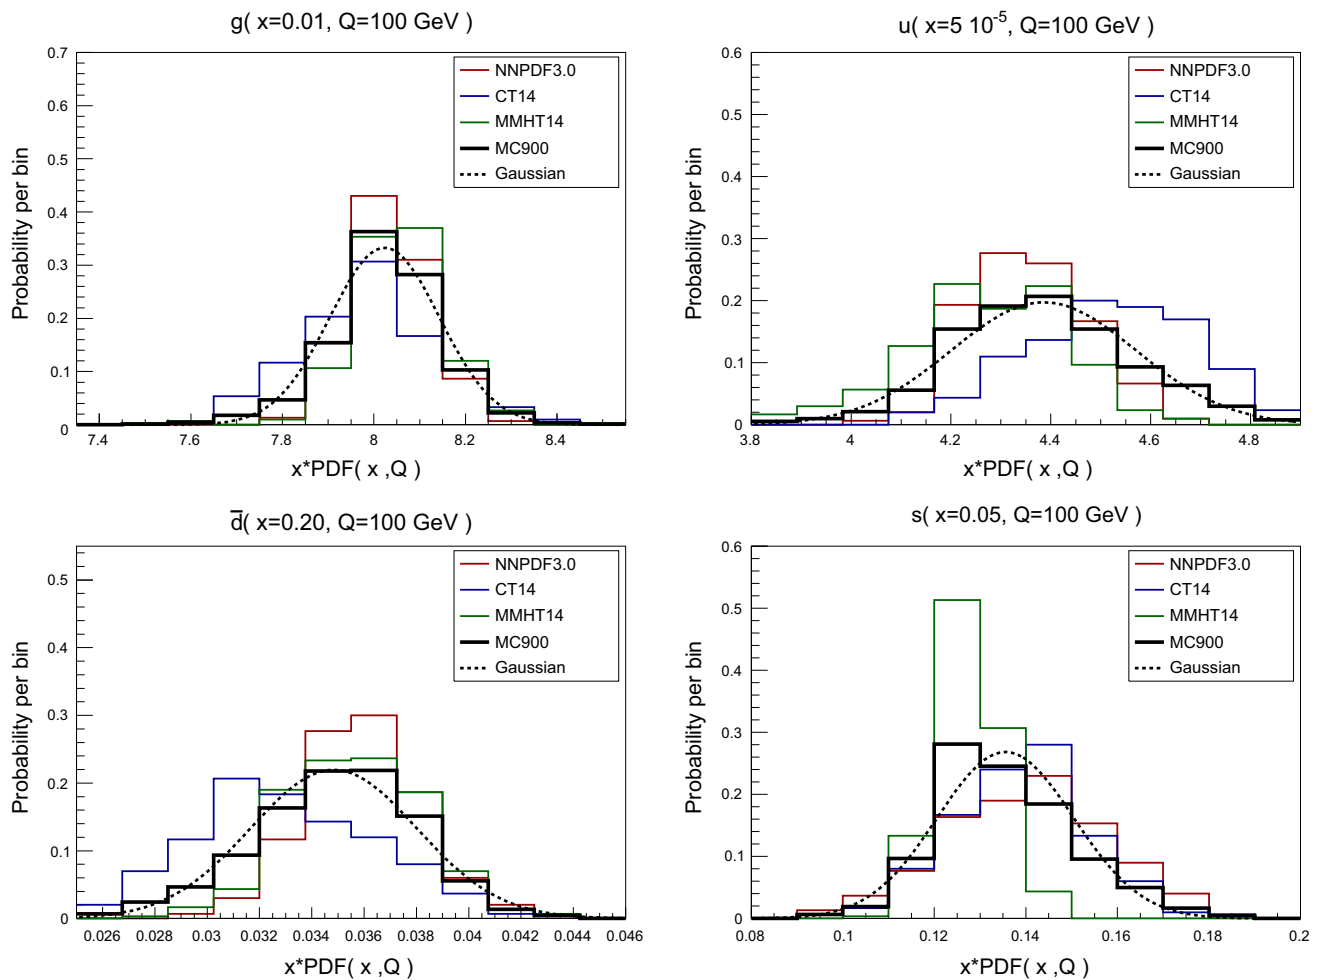 g( x=0.01, Q=100 GeV )
0.7
0.6
0.5
0.4
0.3
0.2
0.1
0
Probability per bin
NNPDF3.0
CT14
MMHT14
MC900
Gaussian
7.4 7.6 7.8 8 8.2 8.4
x*PDF( x ,Q )
u( x=5 10⁻⁵, Q=100 GeV )
0.6
0.5
0.4
0.3
0.2
0.1
0
Probability per bin
NNPDF3.0
CT14
MMHT14
MC900
Gaussian
3.8 4 4.2 4.4 4.6 4.8
x*PDF( x ,Q )
d̅( x=0.20, Q=100 GeV )
0.5
0.4
0.3
0.2
0.1
0
Probability per bin
NNPDF3.0
CT14
MMHT14
MC900
Gaussian
0.026 0.028 0.03 0.032 0.034 0.036 0.038 0.04 0.042 0.044 0.046
x*PDF( x ,Q )
s( x=0.05, Q=100 GeV )
0.6
0.5
0.4
0.3
0.2
0.1
0
Probability per bin
NNPDF3.0
CT14
MMHT14
MC900
Gaussian
0.08 0.1 0.12 0.14 0.16 0.18 0.2
x*PDF( x ,Q )